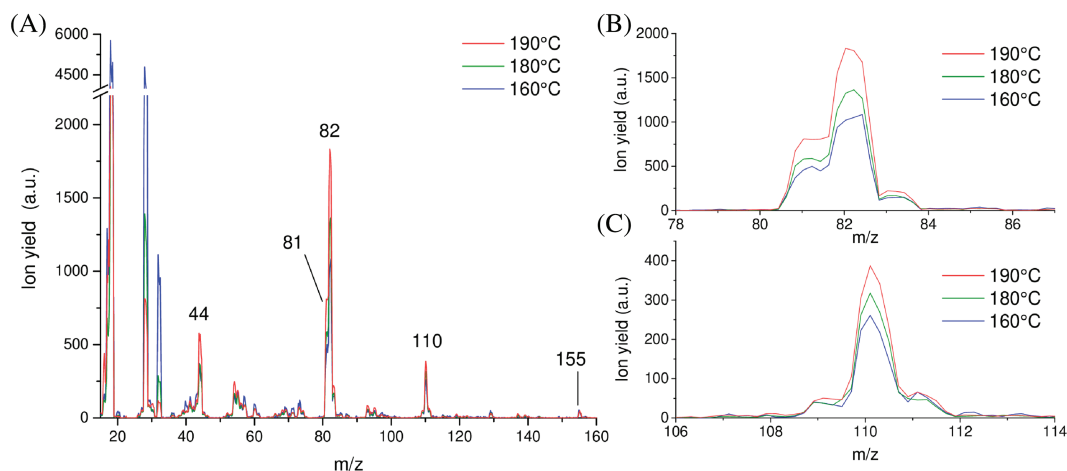 (A)
6000
4500
2000
1500
1000
500
0
Ion yield (a.u.)
190°C
180°C
160°C
82
81
44
110
155
20 40 60 80 100 120 140 160
m/z
(B)
2000
1500
1000
500
0
Ion yield (a.u.)
190°C
180°C
160°C
78 80 82 84 86
m/z
(C)
400
300
200
100
0
Ion yield (a.u.)
190°C
180°C
160°C
106 108 110 112 114
m/z